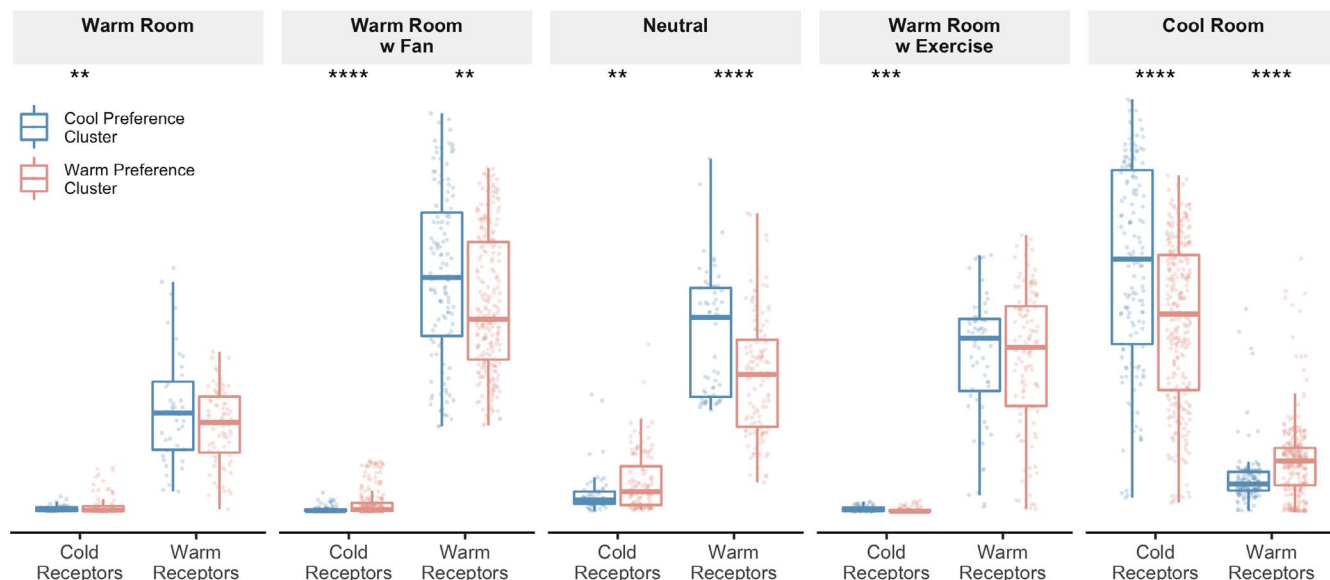 Warm Room
Warm Room
w Fan
Neutral
Warm Room
w Exercise
Cool Room
**
****
**
**
****
***
****
****
Cool Preference
Cluster
Warm Preference
Cluster
Cold
Receptors
Warm
Receptors
Cold
Receptors
Warm
Receptors
Cold
Receptors
Warm
Receptors
Cold
Receptors
Warm
Receptors
Cold
Receptors
Warm
Receptors